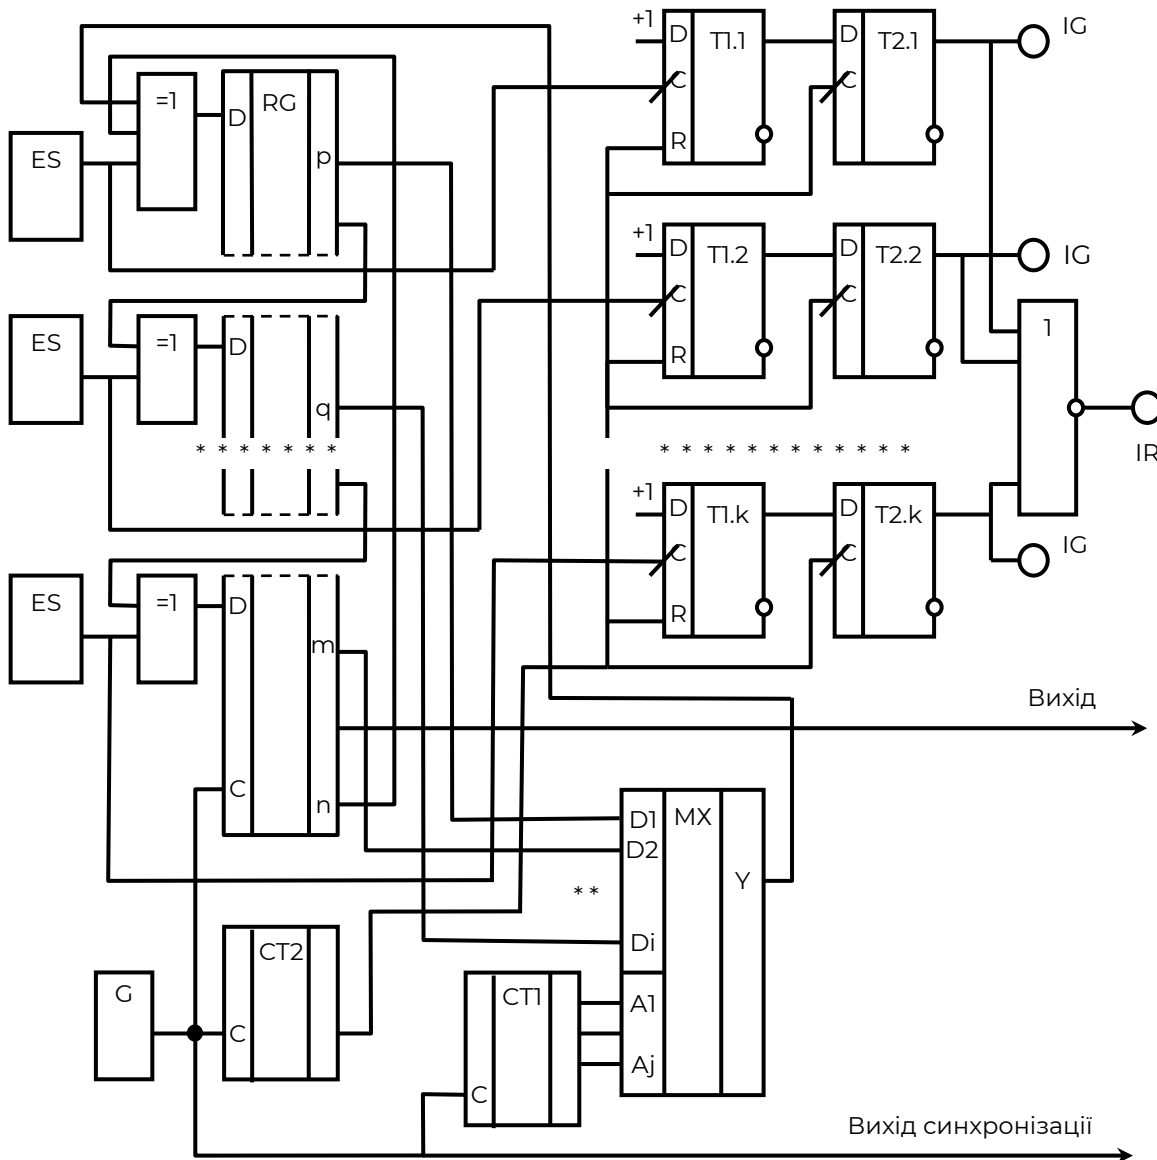 +1 D T1.1 D T2.1 IG
=1 D RG C C
ES p R
+1 D T1.2 D T2.2 IG
C C
ES =1 D R 1
q
* * * * * * * * * * * * * * * * * * *
IR
+1 D T1.k D T2.k IG
C C
ES =1 D R
m
Вихід
C n D1 MX
D2
* * Y
CT2 Di
G CT1 A1
C Aj
C
Вихід синхронізації